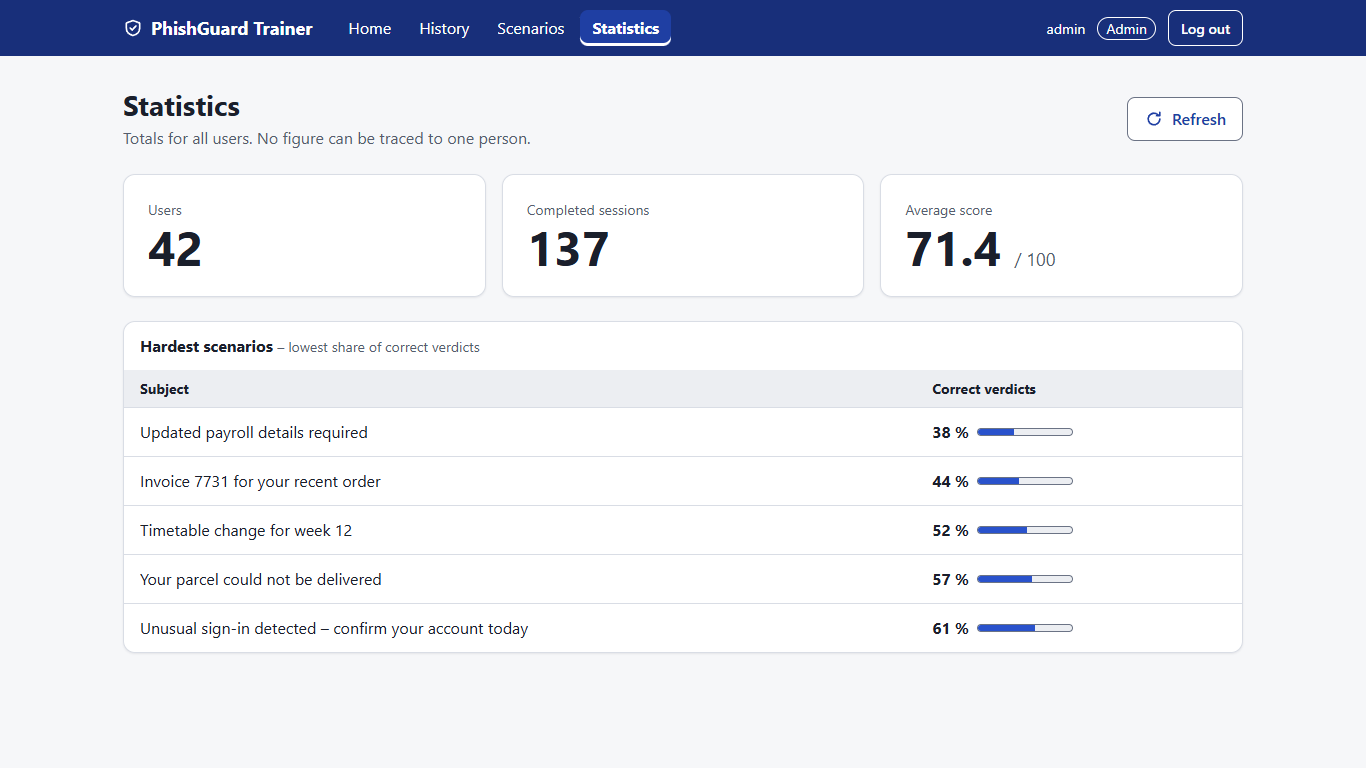 PhishGuard Trainer Home History Scenarios Statistics admin Admin Log out
Statistics
Totals for all users. No figure can be traced to one person.
Refresh
Users
42
Completed sessions
137
Average score
71.4 / 100
Hardest scenarios – lowest share of correct verdicts
Subject Correct verdicts
Updated payroll details required 38 %
Invoice 7731 for your recent order 44 %
Timetable change for week 12 52 %
Your parcel could not be delivered 57 %
Unusual sign-in detected – confirm your account today 61 %